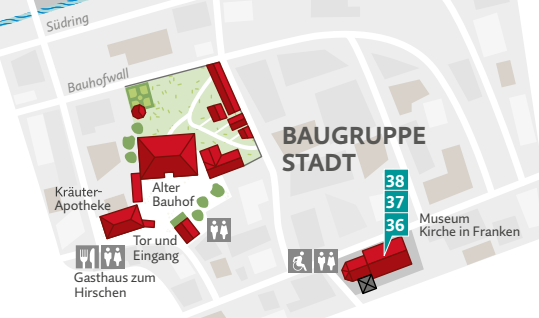 Südring
Bauhofwall
BAUGRUPPE
STADT
38
37
36
Kräuter-
Apotheke
Alter
Bauhof
Museum
Kirche in Franken
Tor und
Eingang
Gasthaus zum
Hirschen